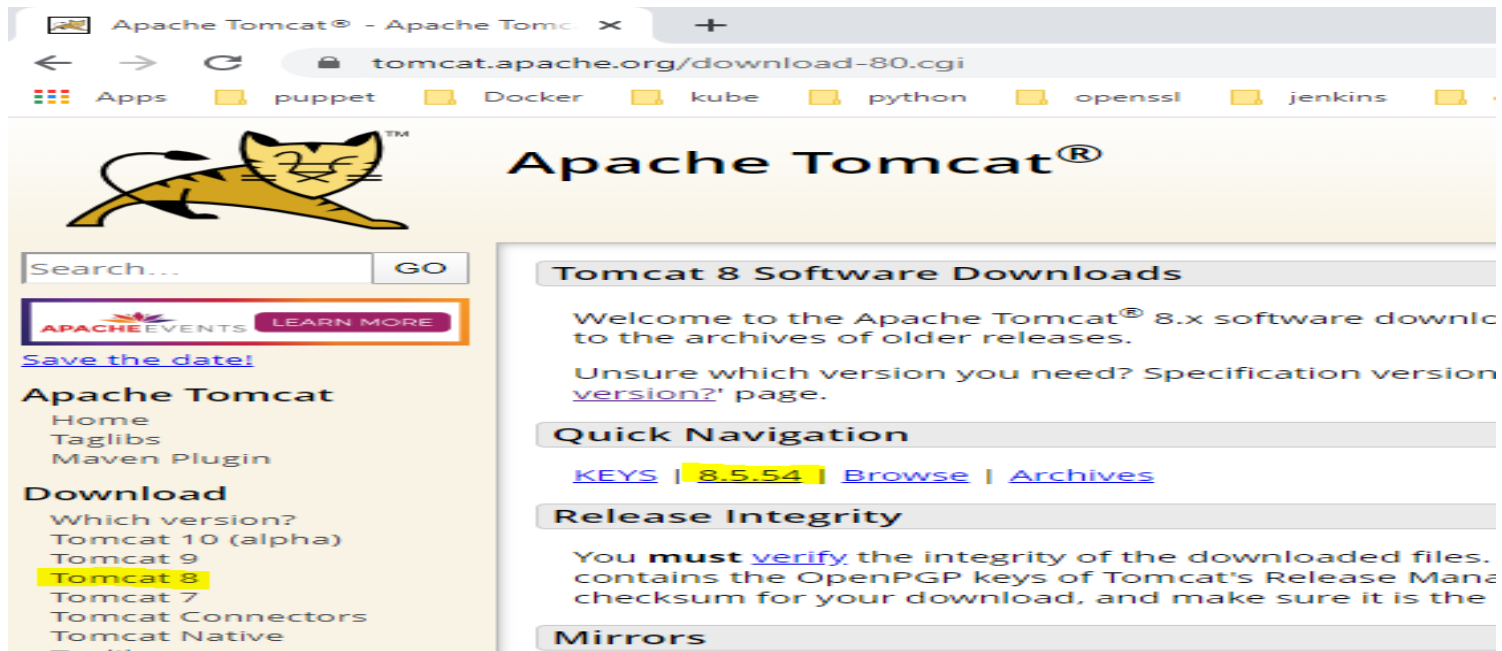 Apache Tomcat® - Apache Tomc
tomcat.apache.org/download-80.cgi
Apps puppet Docker kube python openssl jenkins
TM
Apache Tomcat®
Search... GO
APACHE EVENTS LEARN MORE
Save the date!
Apache Tomcat
Home
Taglibs
Maven Plugin
Download
Which version?
Tomcat 10 (alpha)
Tomcat 9
Tomcat 8
Tomcat 7
Tomcat Connectors
Tomcat Native
Tomcat 8 Software Downloads
Welcome to the Apache Tomcat® 8.x software downlo
to the archives of older releases.
Unsure which version you need? Specification version
version?' page.
Quick Navigation
KEYS | 8.5.54 | Browse | Archives
Release Integrity
You must verify the integrity of the downloaded files.
contains the OpenPGP keys of Tomcat's Release Mana
checksum for your download, and make sure it is the
Mirrors